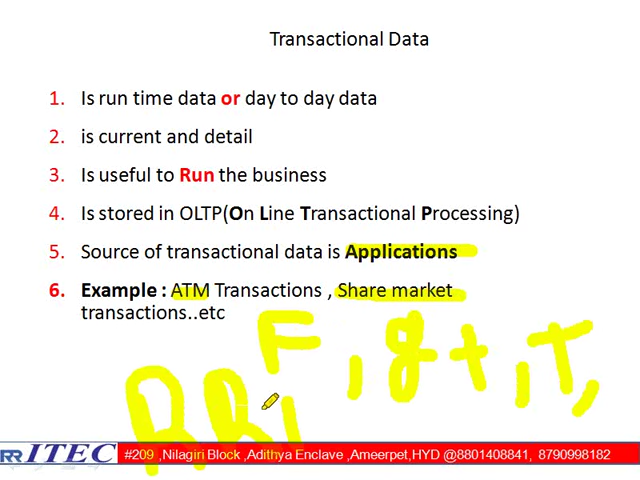 Transactional Data
1. Is run time data or day to day data
2. is current and detail
3. Is useful to Run the business
4. Is stored in OLTP(On Line Transactional Processing)
5. Source of transactional data is Applications
6. Example : ATM Transactions , Share market
transactions..etc
RR ITEC #209 ,Nilagiri Block ,Adithya Enclave ,Ameerpet,HYD @8801408841, 8790998182